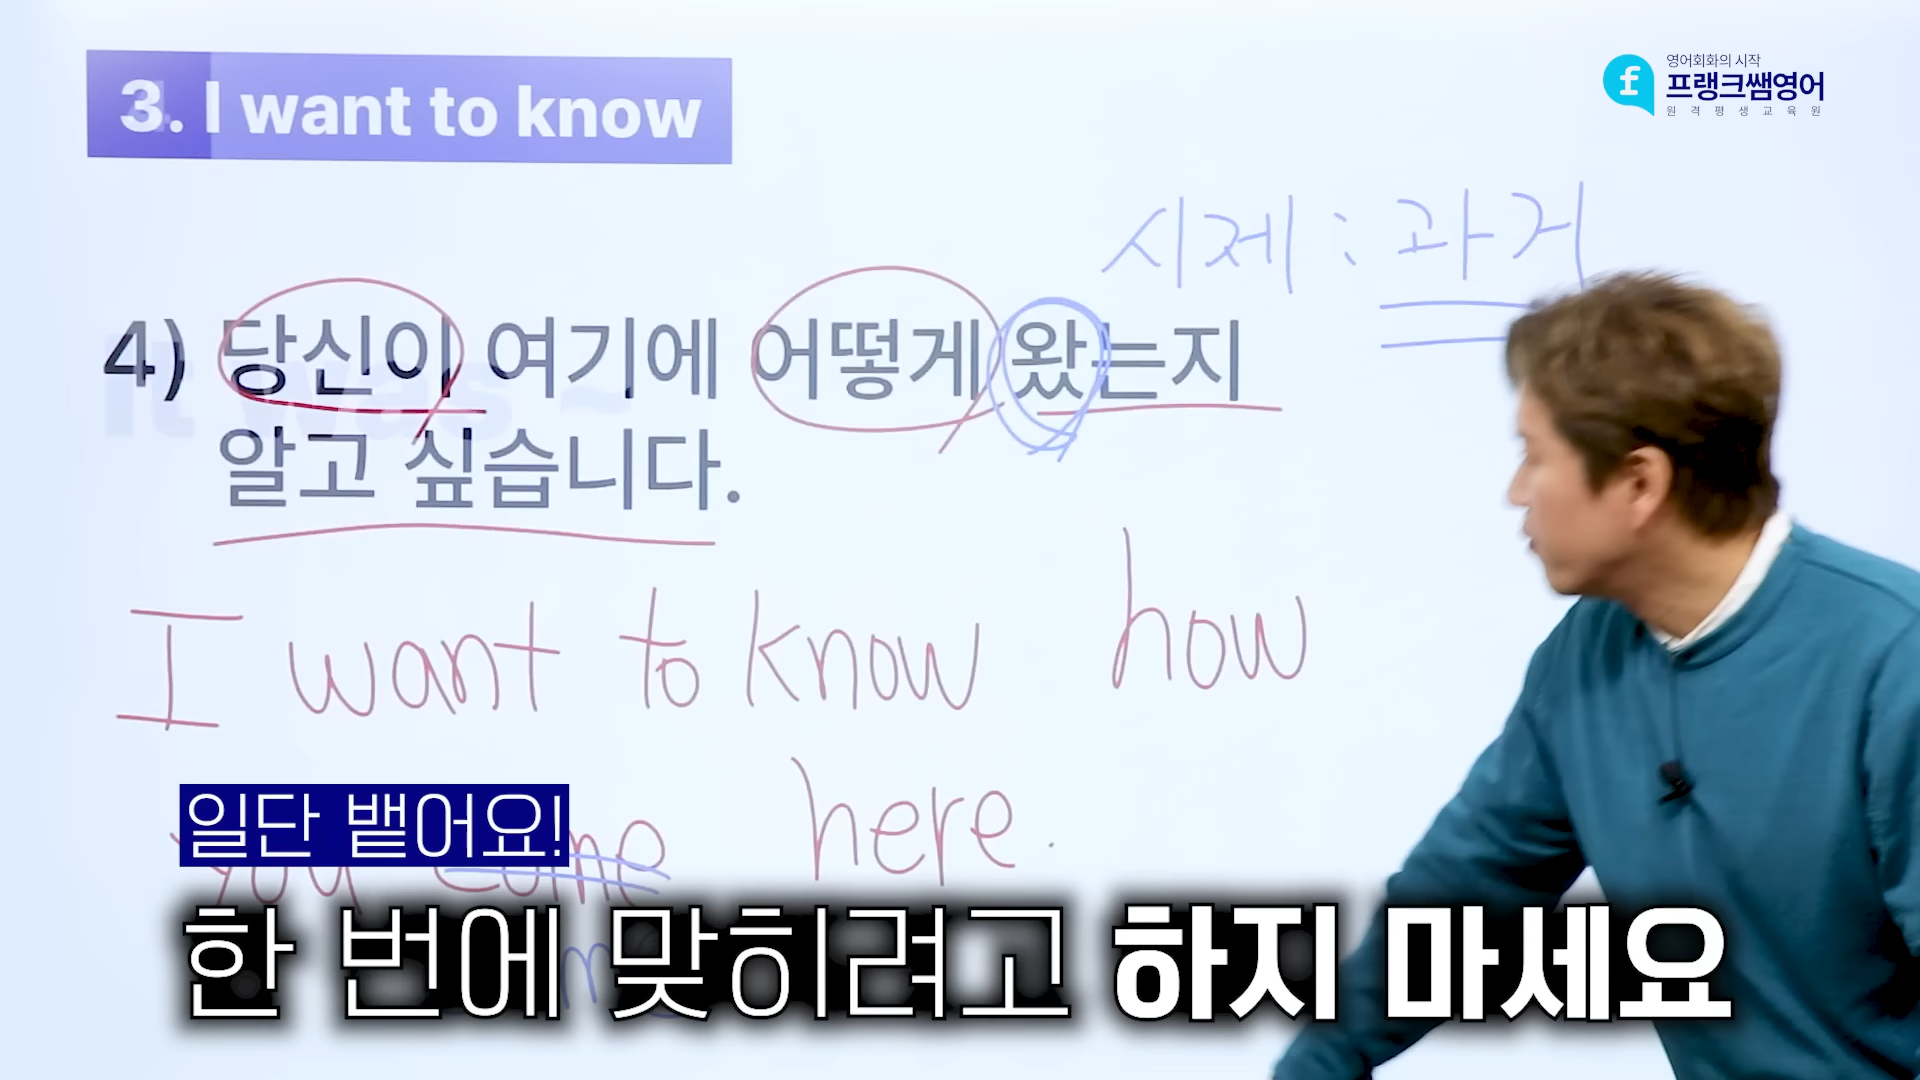 3. I want to know
영어회화의 시작
프랭크쌤영어
원격평생교육원
시제 : 과거
4) 당신이 여기에 어떻게 왔는지
알고 싶습니다.
I want to know how
you come here.
일단 뱉어요!
한 번에 맞히려고 하지 마세요